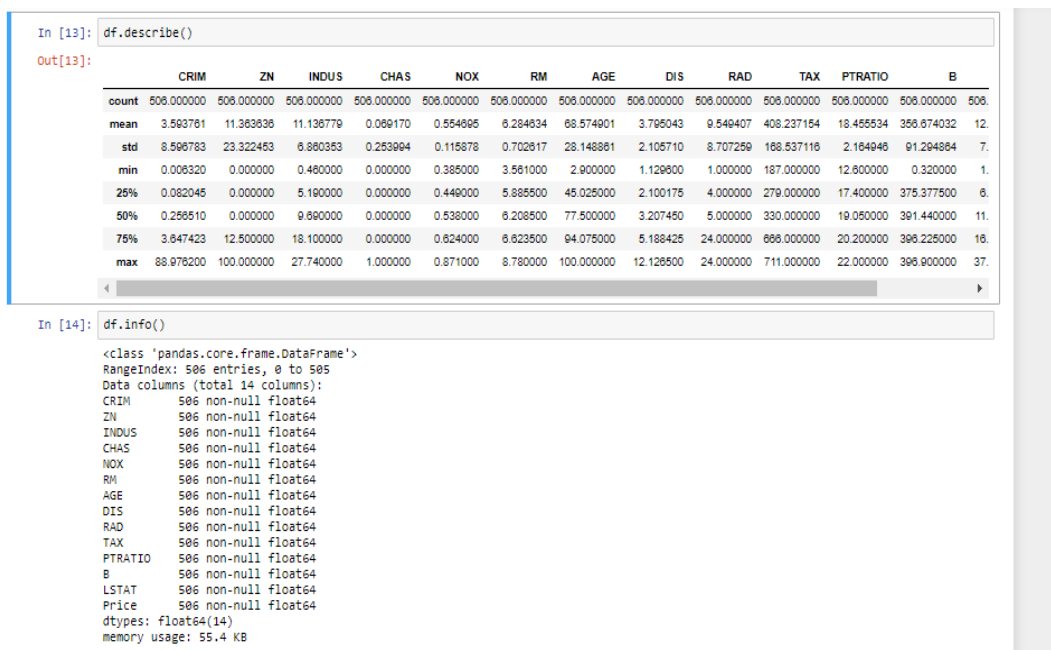 In [13]: df.describe()
Out[13]:
CRIM ZN INDUS CHAS NOX RM AGE DIS RAD TAX PTRATIO B
count 506.000000 506.000000 506.000000 506.000000 506.000000 506.000000 506.000000 506.000000 506.000000 506.000000 506.000000 506.000000 506.
mean 3.593761 11.363636 11.136779 0.069170 0.554695 6.284634 68.574901 3.795043 9.549407 408.237154 18.455534 356.674032 12.
std 8.596783 23.322453 6.860353 0.253994 0.115878 0.702617 28.148861 2.105710 8.707259 168.537116 2.164946 91.294864 7.
min 0.006320 0.000000 0.460000 0.000000 0.385000 3.561000 2.900000 1.129600 1.000000 187.000000 12.600000 0.320000 1.
25% 0.082045 0.000000 5.190000 0.000000 0.449000 5.885500 45.025000 2.100175 4.000000 279.000000 17.400000 375.377500 6.
50% 0.256510 0.000000 9.690000 0.000000 0.538000 6.208500 77.500000 3.207450 5.000000 330.000000 19.050000 391.440000 11.
75% 3.647423 12.500000 18.100000 0.000000 0.624000 6.623500 94.075000 5.188425 24.000000 666.000000 20.200000 396.225000 16.
max 88.976200 100.000000 27.740000 1.000000 0.871000 8.780000 100.000000 12.126500 24.000000 711.000000 22.000000 396.900000 37.
In [14]: df.info()
<class 'pandas.core.frame.DataFrame'>
RangeIndex: 506 entries, 0 to 505
Data columns (total 14 columns):
CRIM 506 non-null float64
ZN 506 non-null float64
INDUS 506 non-null float64
CHAS 506 non-null float64
NOX 506 non-null float64
RM 506 non-null float64
AGE 506 non-null float64
DIS 506 non-null float64
RAD 506 non-null float64
TAX 506 non-null float64
PTRATIO 506 non-null float64
B 506 non-null float64
LSTAT 506 non-null float64
Price 506 non-null float64
dtypes: float64(14)
memory usage: 55.4 KB